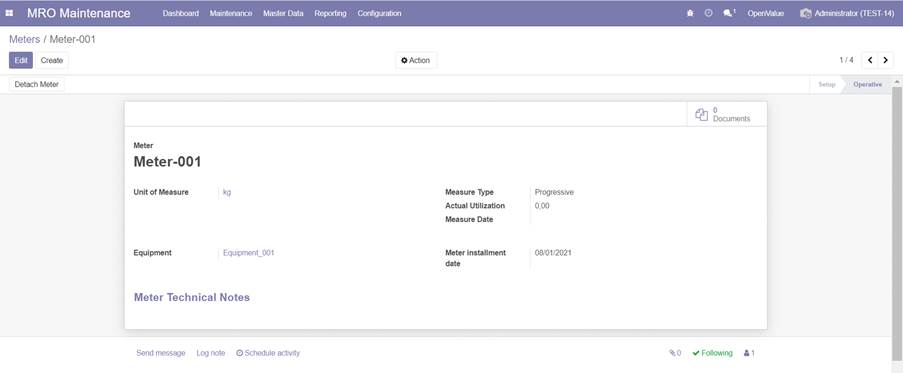 MRO Maintenance Dashboard Maintenance Master Data Reporting Configuration 1 OpenValue Administrator (TEST-14)
Meters / Meter-001
Edit Create Action 1 / 4
Detach Meter Setup Operative
0
Documents
Meter
Meter-001
Unit of Measure kg Measure Type Progressive
Actual Utilization 0,00
Measure Date
Equipment Equipment_001 Meter installment date 08/01/2021
Meter Technical Notes
Send message Log note Schedule activity 0 Following 1